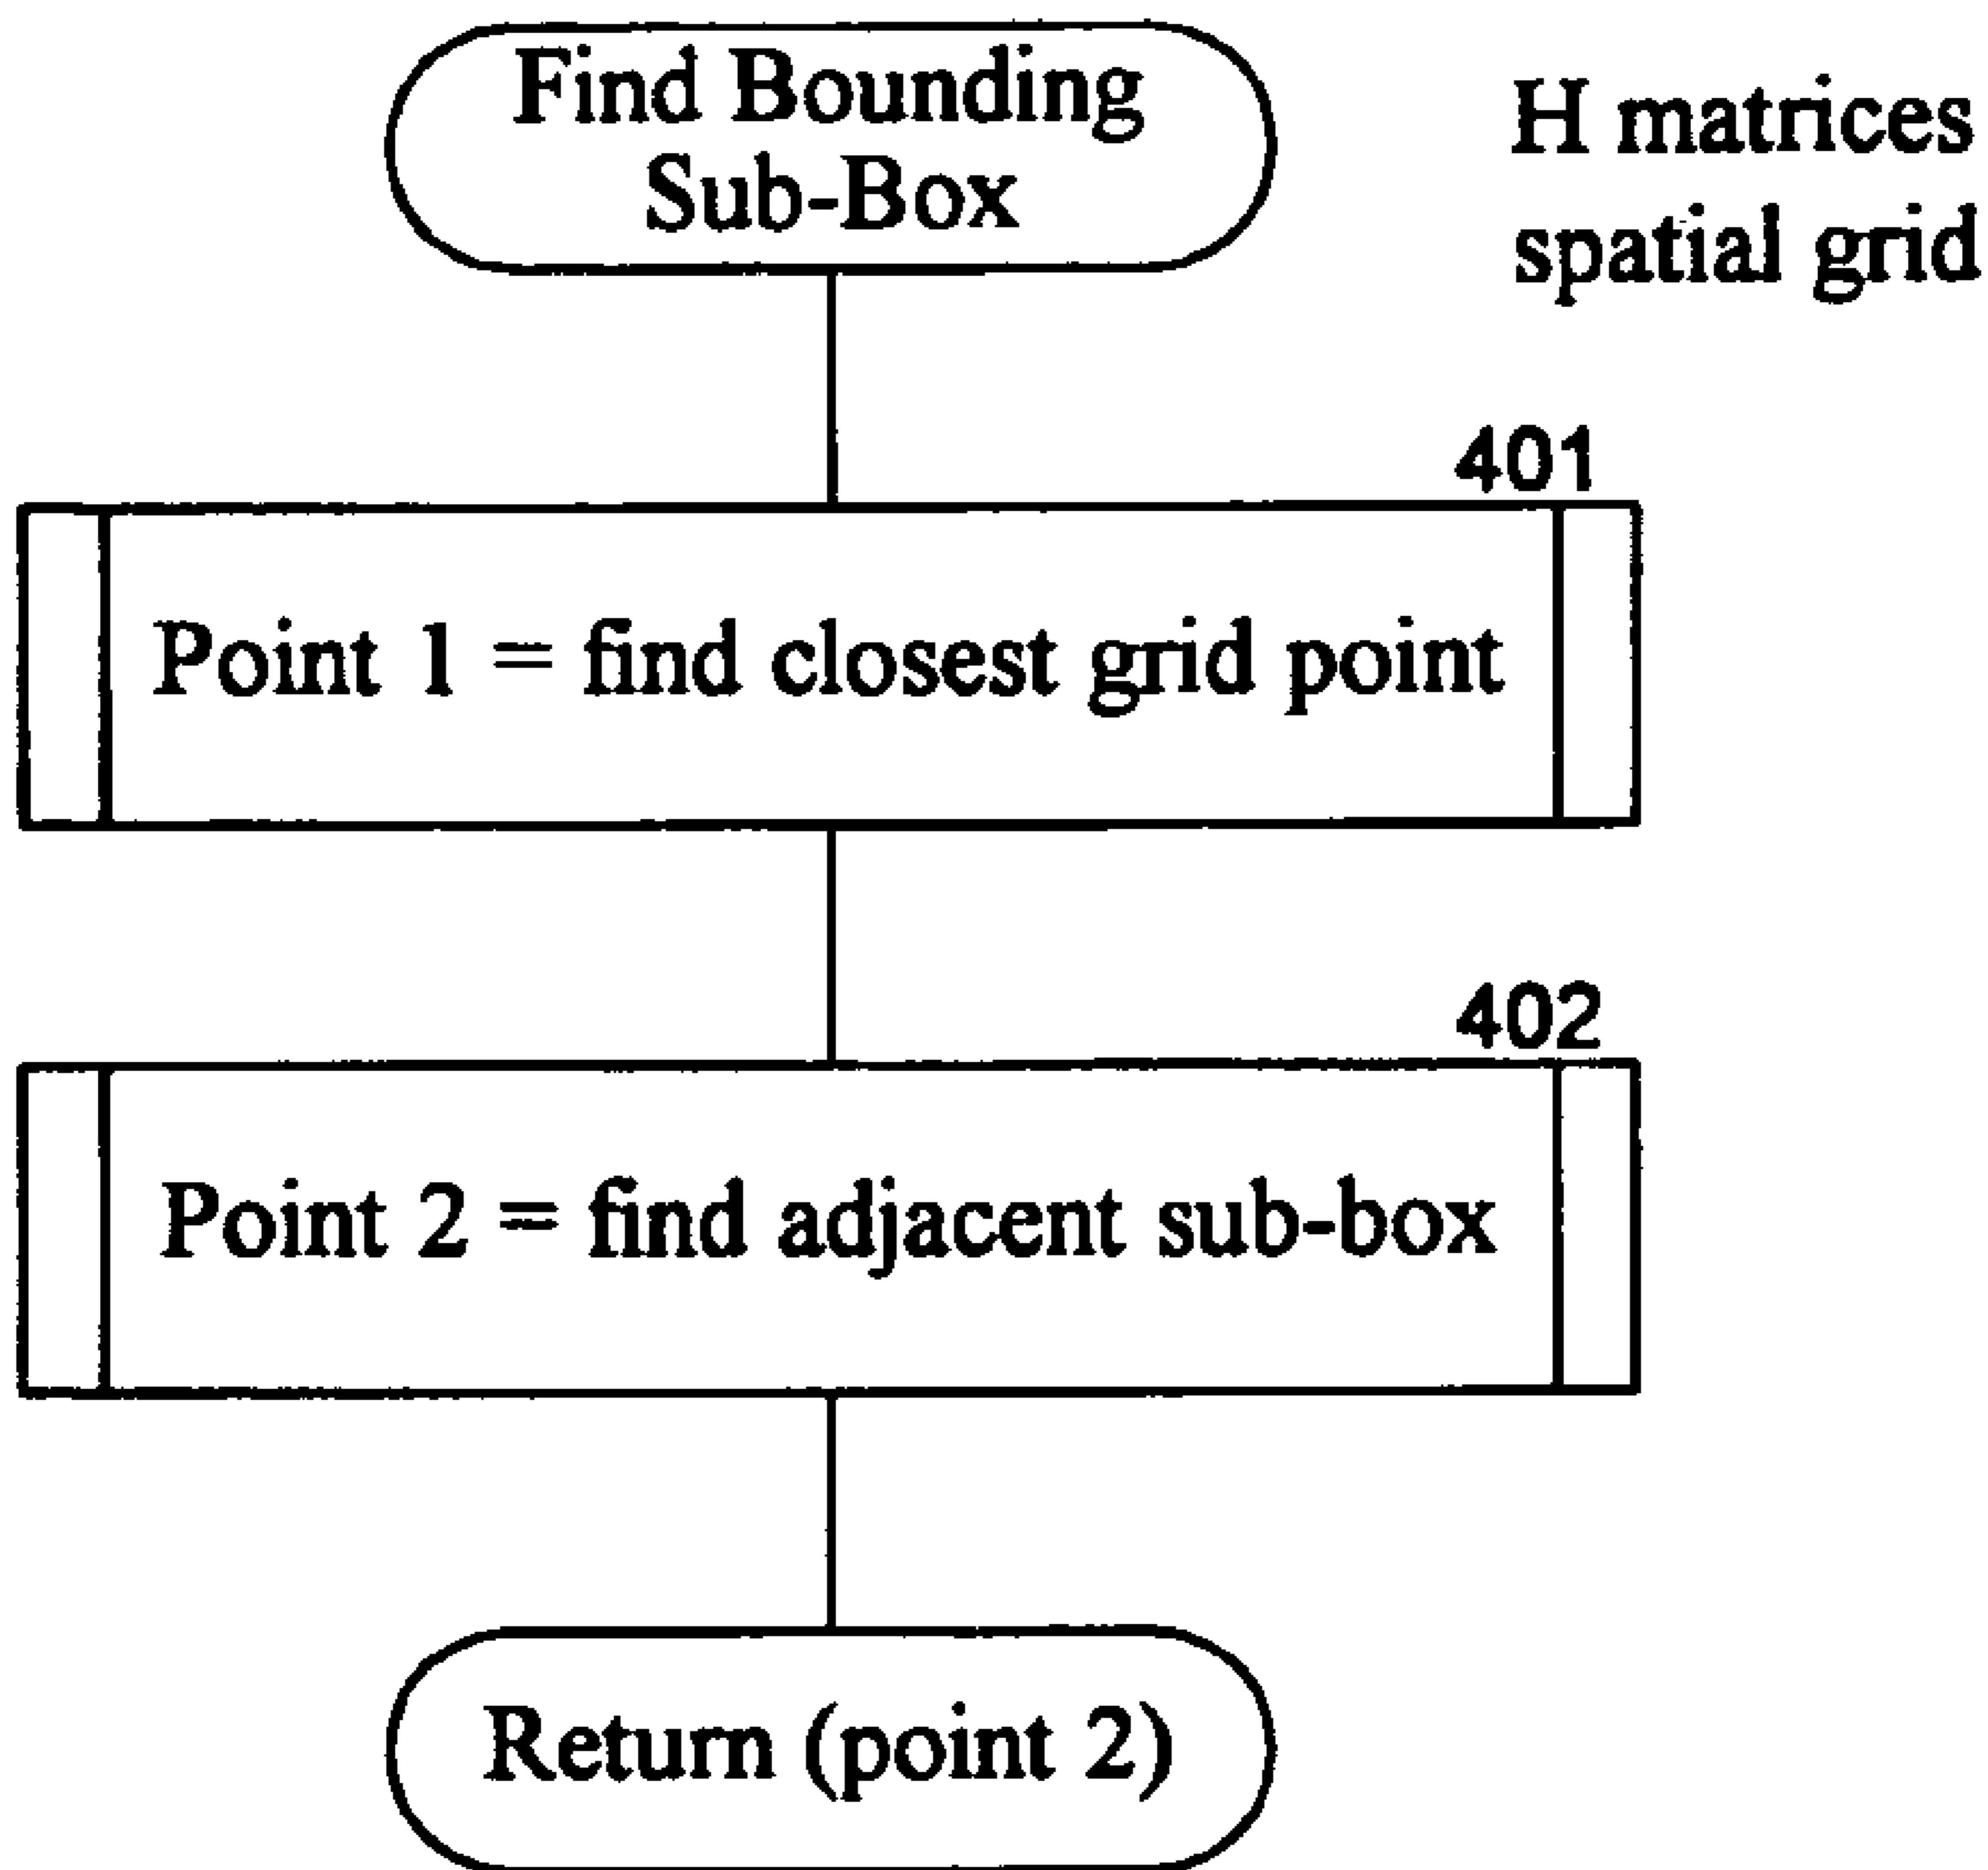 Find Bounding
Sub-Box
H matrices
spatial grid
401
Point 1 = find closest grid point
402
Point 2 = find adjacent sub-box
Return (point 2)